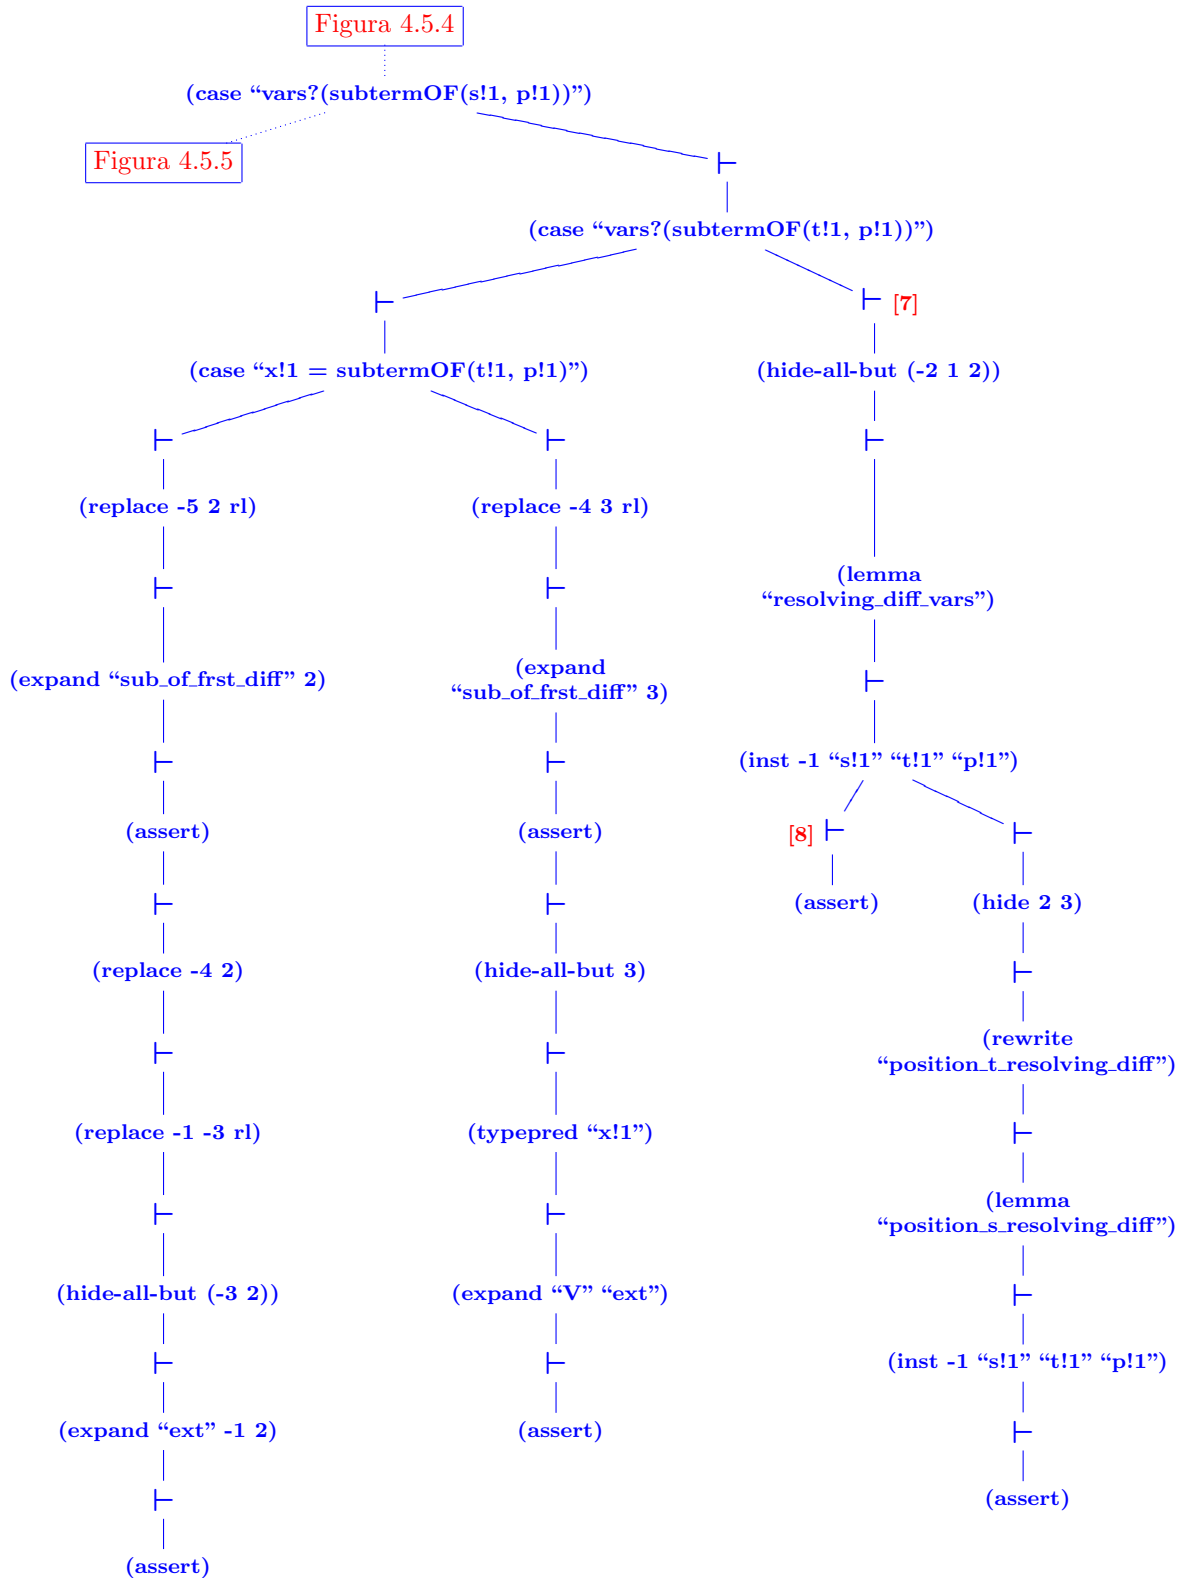 Figura 4.5.4
(case “vars?(subtermOF(s!1, p!1))”)
Figura 4.5.5
⊢
(case “vars?(subtermOF(t!1, p!1))”)
⊢
⊢ [7]
(case “x!1 = subtermOF(t!1, p!1)”)
(hide-all-but (-2 1 2))
⊢
⊢
⊢
(replace -5 2 rl)
(replace -4 3 rl)
(lemma
“resolving_diff_vars”)
⊢
⊢
(expand “sub_of_frst_diff” 2)
(expand
“sub_of_frst_diff” 3)
⊢
⊢
⊢
(inst -1 “s!1” “t!1” “p!1”)
(assert)
(assert)
[8] ⊢
⊢
⊢
⊢
(assert)
(hide 2 3)
(replace -4 2)
(hide-all-but 3)
⊢
⊢
⊢
(rewrite
“position_t_resolving_diff”)
(replace -1 -3 rl)
(typepred “x!1”)
⊢
⊢
⊢
(lemma
“position_s_resolving_diff”)
(hide-all-but (-3 2))
(expand “V” “ext”)
⊢
⊢
⊢
(inst -1 “s!1” “t!1” “p!1”)
(expand “ext” -1 2)
(assert)
⊢
⊢
(assert)
(assert)